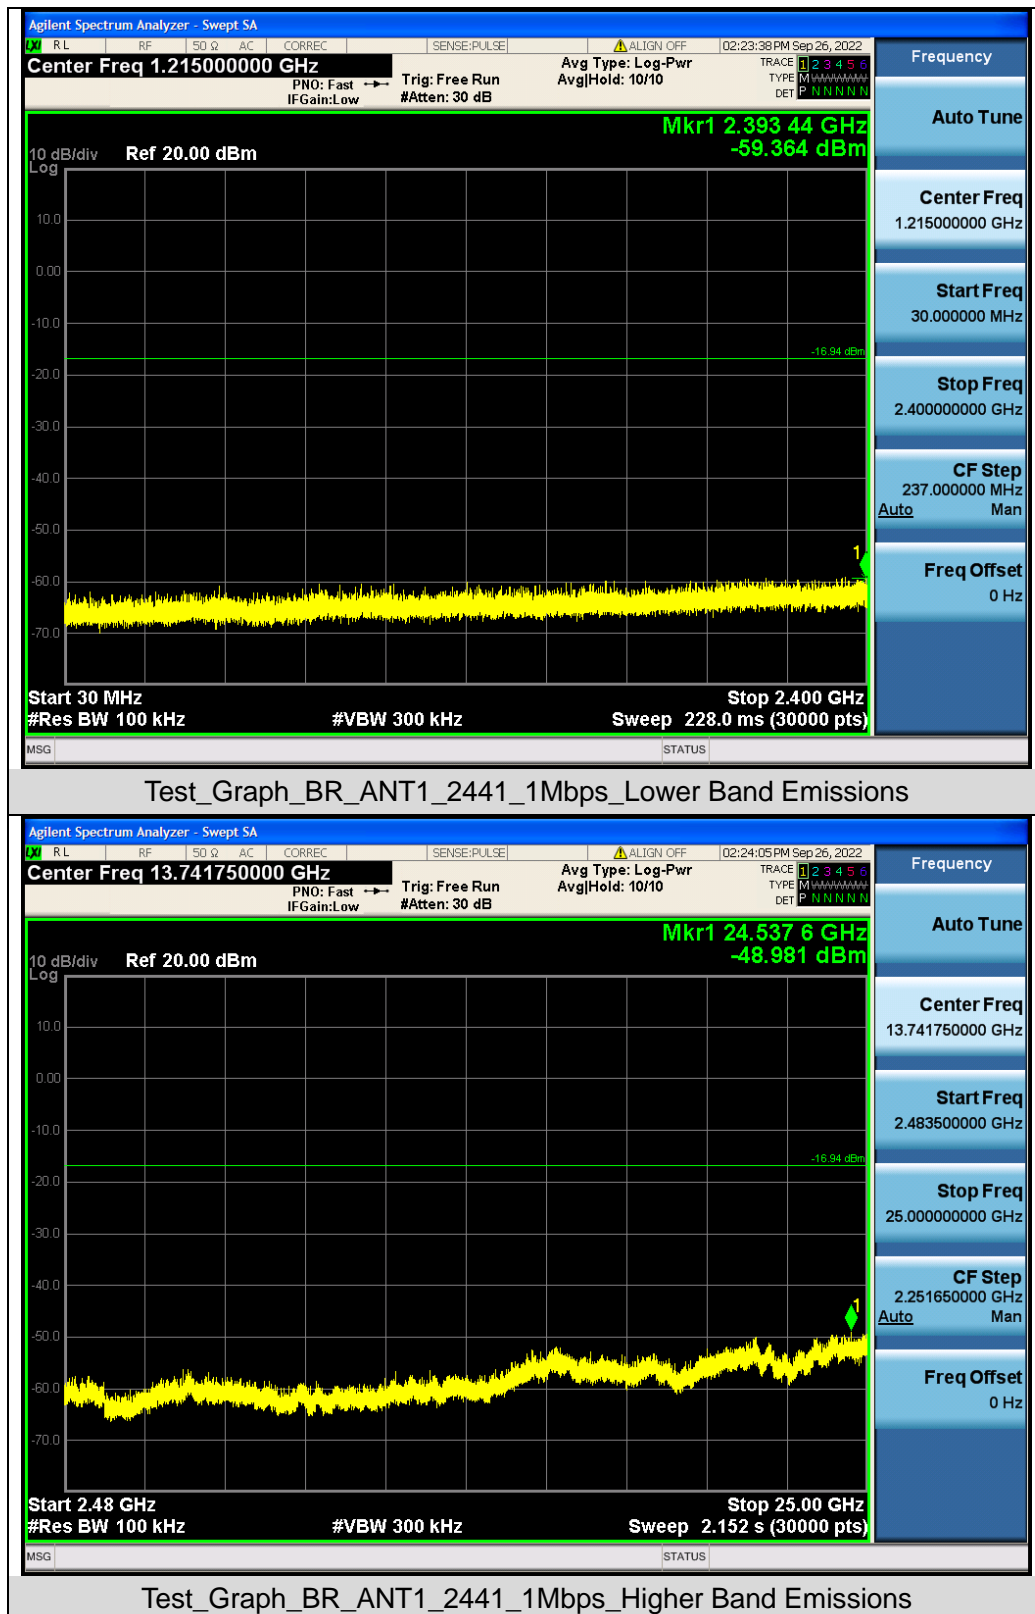 Agilent Spectrum Analyzer - Swept SA
LXI RL RF 50 Ω AC CORREC SENSE:PULSE ALIGN OFF 02:23:38 PM Sep 26, 2022
Center Freq 1.215000000 GHz
PNO: Fast
IFGain:Low
Trig: Free Run
#Atten: 30 dB
Avg Type: Log-Pwr
Avg|Hold: 10/10
TRACE 1 2 3 4 5 6
TYPE M WWWWW
DET P N N N N N
Mkr1 2.393 44 GHz
-59.364 dBm
10 dB/div
Log
Ref 20.00 dBm
10.0
0.00
-10.0
-16.94 dBm
-20.0
-30.0
-40.0
-50.0
1
-60.0
-70.0
Start 30 MHz
Stop 2.400 GHz
#Res BW 100 kHz
#VBW 300 kHz
Sweep 228.0 ms (30000 pts)
MSG
STATUS
Frequency
Auto Tune
Center Freq
1.215000000 GHz
Start Freq
30.000000 MHz
Stop Freq
2.400000000 GHz
CF Step
237.000000 MHz
Auto Man
Freq Offset
0 Hz
Test_Graph_BR_ANT1_2441_1Mbps_Lower Band Emissions
Agilent Spectrum Analyzer - Swept SA
LXI RL RF 50 Ω AC CORREC SENSE:PULSE ALIGN OFF 02:24:05 PM Sep 26, 2022
Center Freq 13.741750000 GHz
PNO: Fast
IFGain:Low
Trig: Free Run
#Atten: 30 dB
Avg Type: Log-Pwr
Avg|Hold: 10/10
TRACE 1 2 3 4 5 6
TYPE M WWWWW
DET P N N N N N
Mkr1 24.537 6 GHz
-48.981 dBm
10 dB/div
Log
Ref 20.00 dBm
10.0
0.00
-10.0
-16.94 dBm
-20.0
-30.0
-40.0
1
-50.0
-60.0
-70.0
Start 2.48 GHz
Stop 25.00 GHz
#Res BW 100 kHz
#VBW 300 kHz
Sweep 2.152 s (30000 pts)
MSG
STATUS
Frequency
Auto Tune
Center Freq
13.741750000 GHz
Start Freq
2.483500000 GHz
Stop Freq
25.000000000 GHz
CF Step
2.251650000 GHz
Auto Man
Freq Offset
0 Hz
Test_Graph_BR_ANT1_2441_1Mbps_Higher Band Emissions